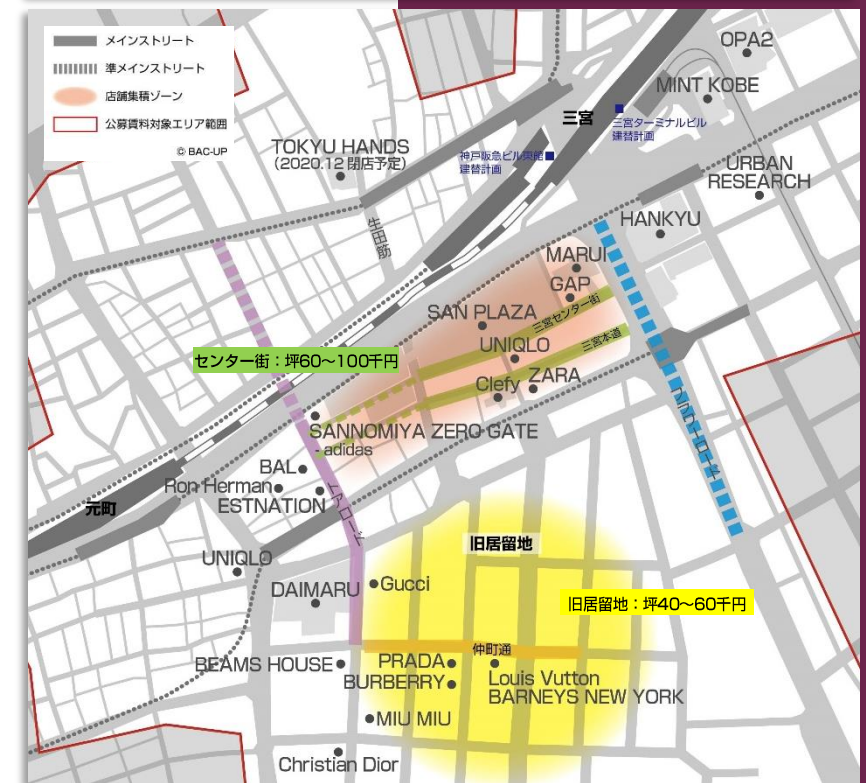 メインストリート
準メインストリート
店舗集積ゾーン
公募賃料対象エリア範囲
© BAC-UP
OPA2
MINT KOBE
三宮
三宮ターミナルビル
建替計画
TOKYU HANDS
(2020.12 閉店予定)
神戸阪急ビル東館
建替計画
URBAN
RESEARCH
生田筋
HANKYU
MARUI
GAP
SAN PLAZA
三宮センター街
三宮本通
UNIQLO
センター街:坪60~100千円
Clefy
ZARA
SANNOMIYA ZERO GATE
adidas
BAL
Ron Herman
ESTNATION
元町
旧居留地
UNIQLO
DAIMARU
Gucci
旧居留地:坪40~60千円
仲町通
BEAMS HOUSE
PRADA
BURBERRY
Louis Vutton
BARNEYS NEW YORK
MIU MIU
Christian Dior